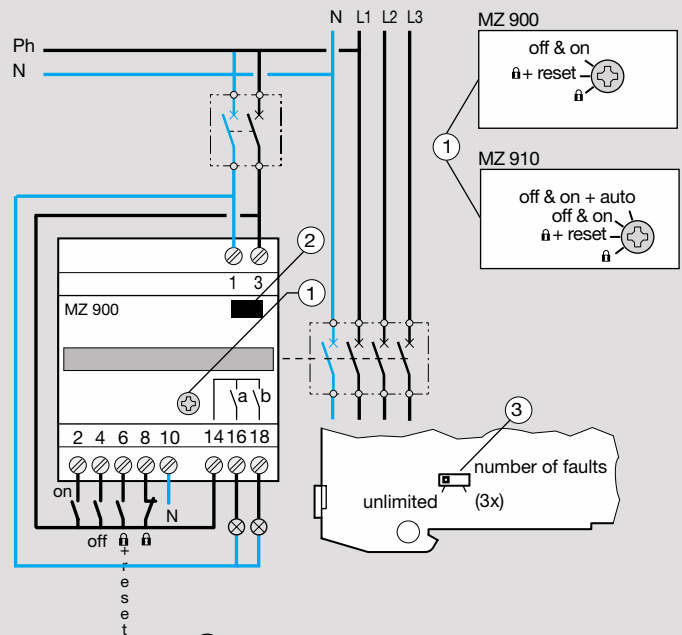 N L1 L2 L3
Ph
N
MZ 900
off & on
🔒+ reset
🔒
1
MZ 910
off & on + auto
off & on
🔒+ reset
🔒
2
1
1 3
MZ 900
a b
2 4 6 8 10 14 16 18
on
N
off 🔒 🔒
+
r
e
s
e
t
3
number of faults
unlimited (3x)